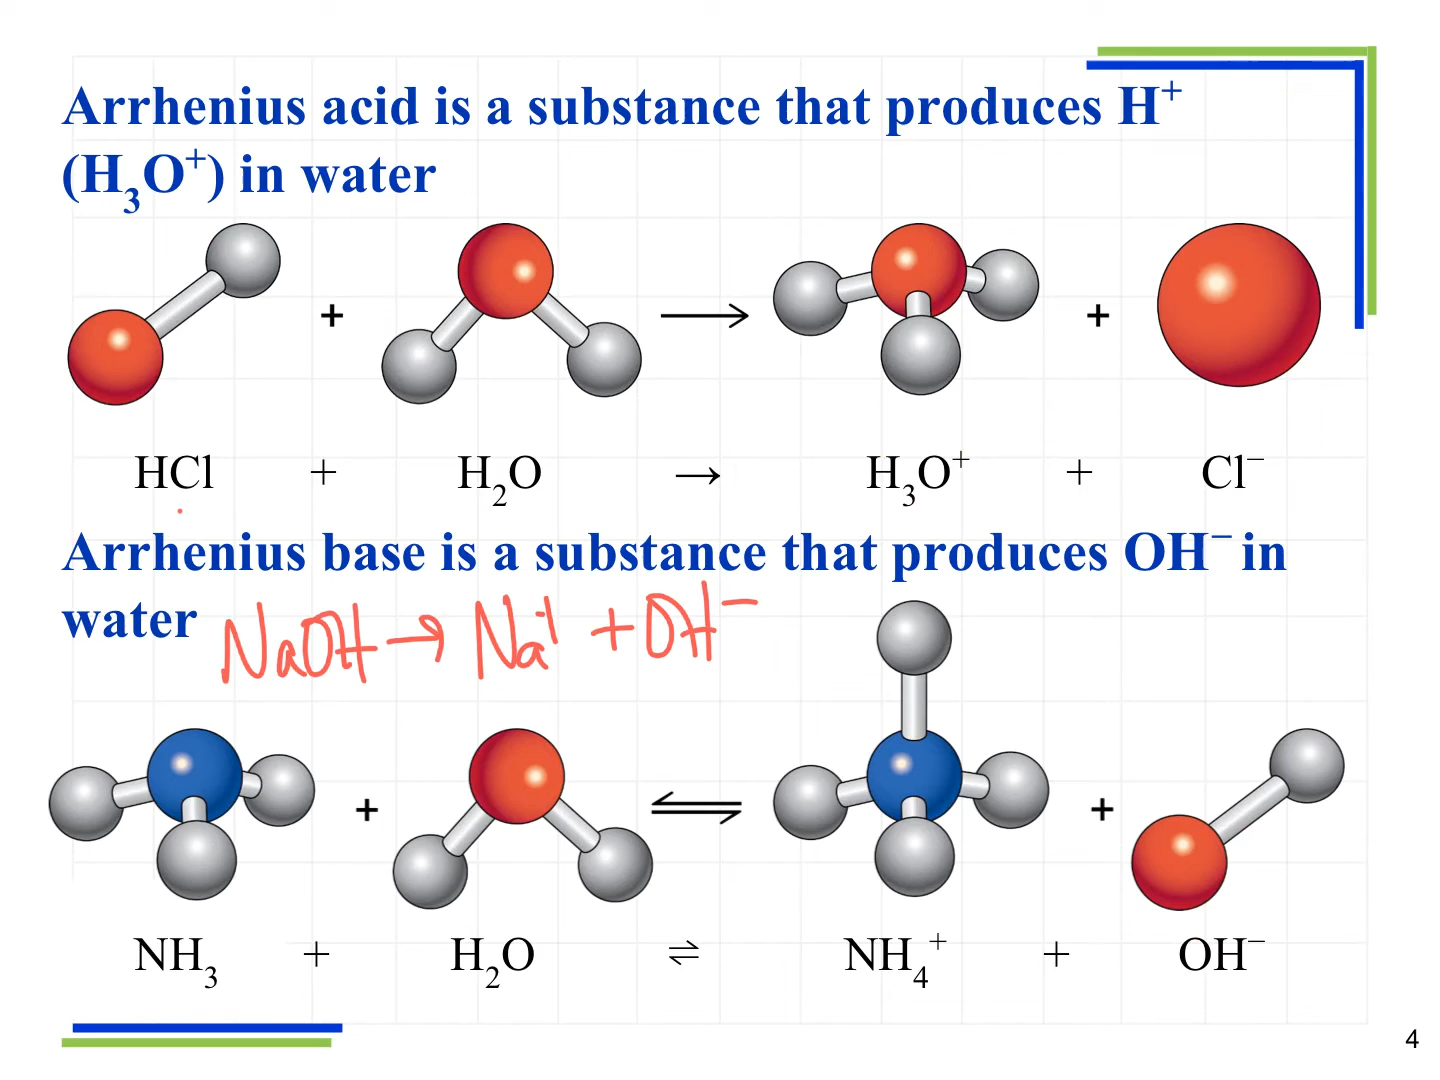 Arrhenius acid is a substance that produces H⁺
(H₃O⁺) in water
+ → +
HCl + H₂O → H₃O⁺ + Cl⁻
Arrhenius base is a substance that produces OH⁻ in
water
NaOH → Na⁺ + OH⁻
+ ⇌ +
NH₃ + H₂O ⇌ NH₄⁺ + OH⁻
4